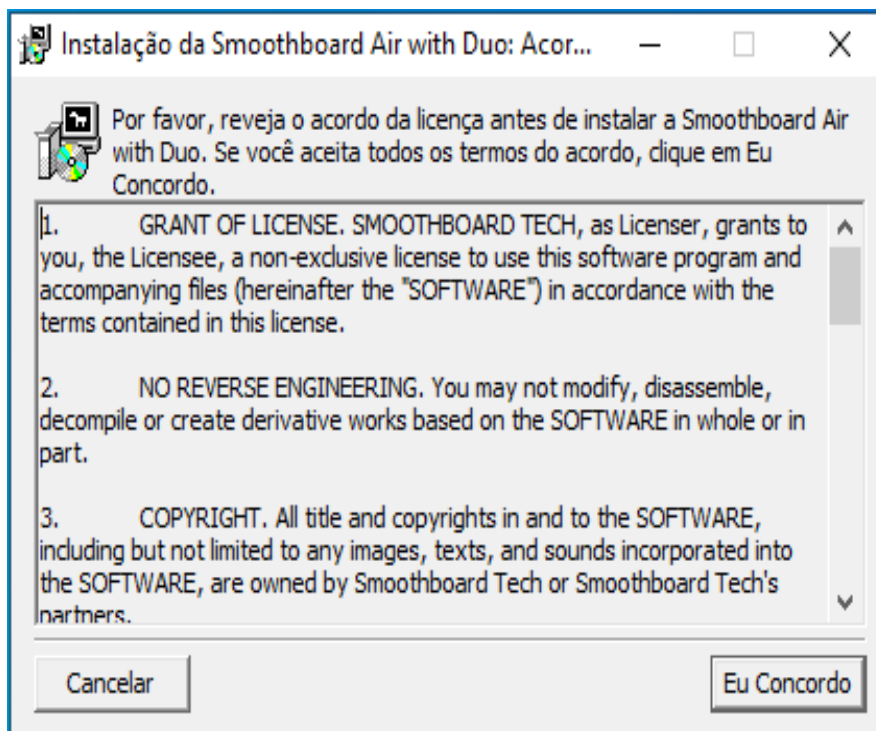 Instalação da Smoothboard Air with Duo: Acor...
Por favor, reveja o acordo da licença antes de instalar a Smoothboard Air
with Duo. Se você aceita todos os termos do acordo, clique em Eu
Concordo.
1. GRANT OF LICENSE. SMOOTHBOARD TECH, as Licenser, grants to
you, the Licensee, a non-exclusive license to use this software program and
accompanying files (hereinafter the "SOFTWARE") in accordance with the
terms contained in this license.
2. NO REVERSE ENGINEERING. You may not modify, disassemble,
decompile or create derivative works based on the SOFTWARE in whole or in
part.
3. COPYRIGHT. All title and copyrights in and to the SOFTWARE,
including but not limited to any images, texts, and sounds incorporated into
the SOFTWARE, are owned by Smoothboard Tech or Smoothboard Tech's
partners.
Cancelar
Eu Concordo